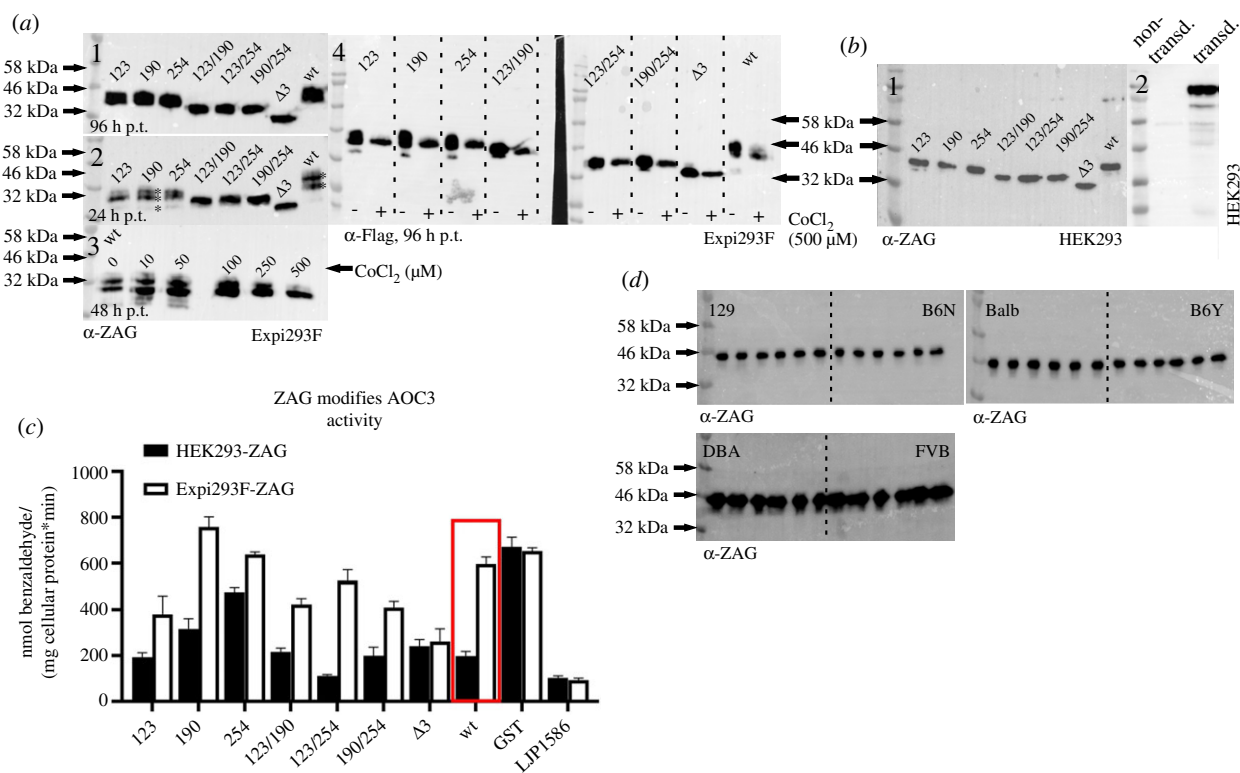 (a)
1
123 190 254 123/190 123/254 190/254 Δ3 wt
58 kDa
46 kDa
32 kDa
96 h p.t.
2
123 190 254 123/190 123/254 190/254 Δ3 wt
58 kDa
46 kDa
32 kDa
* * * * *
24 h p.t.
3
wt
58 kDa
46 kDa
32 kDa
0 10 50 100 250 500
CoCl2 (µM)
48 h p.t.
α-ZAG Expi293F
4
123 190 254 123/190 123/254 190/254 Δ3 wt
58 kDa
46 kDa
32 kDa
- + - + - + - + - + - + - + - +
CoCl2
(500 µM)
α-Flag, 96 h p.t. Expi293F
(b)
1
123 190 254 123/190 123/254 190/254 Δ3 wt
α-ZAG HEK293
2
non-
transd. transd.
HEK293
(c)
ZAG modifies AOC3
activity
HEK293-ZAG
Expi293F-ZAG
nmol benzaldehyde/
(mg cellular protein*min)
1000
800
600
400
200
0
123 190 254 123/190 123/254 190/254 Δ3 wt GST LJP1586
(d)
129 B6N
58 kDa
46 kDa
32 kDa
α-ZAG
Balb B6Y
α-ZAG
DBA FVB
58 kDa
46 kDa
32 kDa
α-ZAG